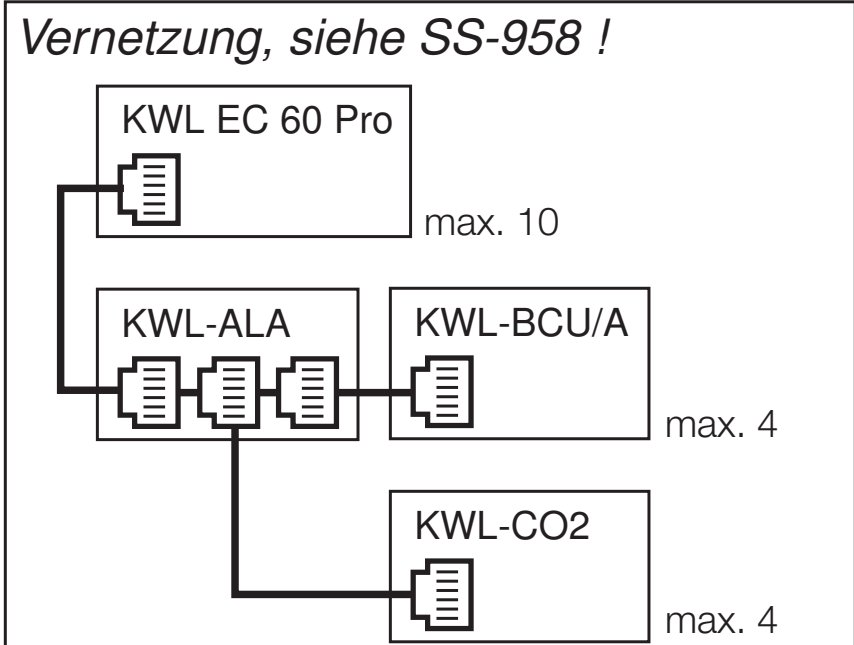 Vernetzung, siehe SS-958 !
KWL EC 60 Pro
max. 10
KWL-ALA
KWL-BCU/A
max. 4
KWL-CO2
max. 4